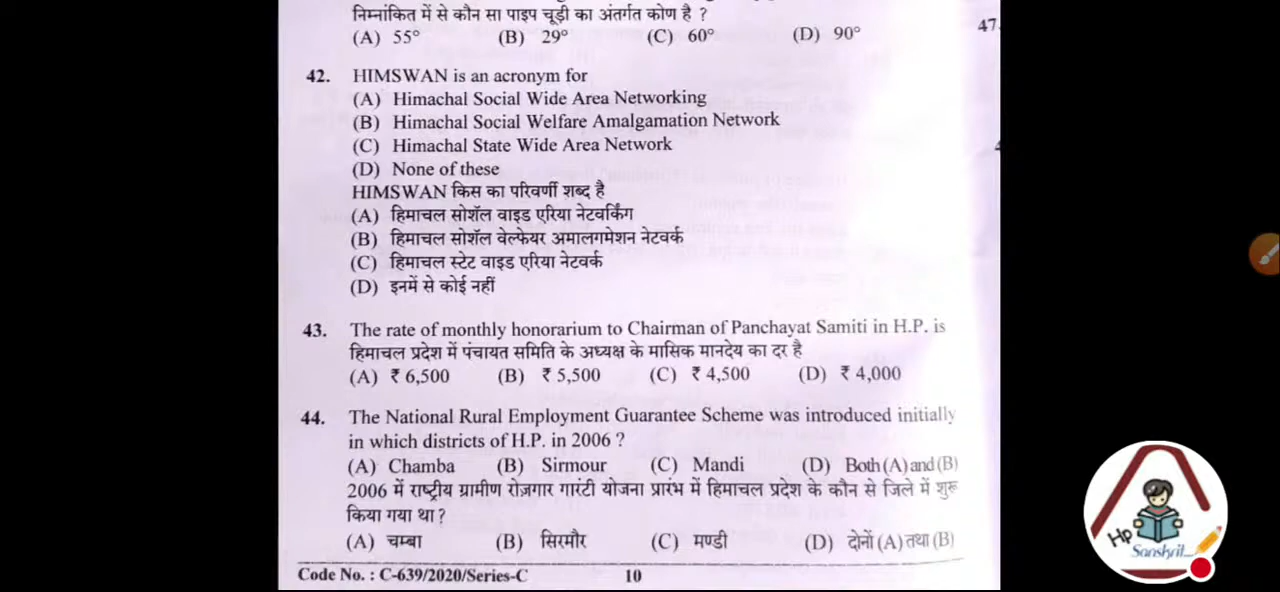 निम्नांकित में से कौन सा पाइप चूड़ी का अंतर्गत कोण है ?
(A) 55° (B) 29° (C) 60° (D) 90°
47.
42. HIMSWAN is an acronym for
(A) Himachal Social Wide Area Networking
(B) Himachal Social Welfare Amalgamation Network
(C) Himachal State Wide Area Network
(D) None of these
HIMSWAN किस का परिवर्णी शब्द है
(A) हिमाचल सोशॅल वाइड एरिया नेटवर्किंग
(B) हिमाचल सोशॅल वेल्फेयर अमालगमेशन नेटवर्क
(C) हिमाचल स्टेट वाइड एरिया नेटवर्क
(D) इनमें से कोई नहीं
43. The rate of monthly honorarium to Chairman of Panchayat Samiti in H.P. is
हिमाचल प्रदेश में पंचायत समिति के अध्यक्ष के मासिक मानदेय का दर है
(A) ₹ 6,500 (B) ₹ 5,500 (C) ₹ 4,500 (D) ₹ 4,000
44. The National Rural Employment Guarantee Scheme was introduced initially
in which districts of H.P. in 2006 ?
(A) Chamba (B) Sirmour (C) Mandi (D) Both (A) and (B)
2006 में राष्ट्रीय ग्रामीण रोज़गार गारंटी योजना प्रारंभ में हिमाचल प्रदेश के कौन से जिले में शुरू
किया गया था ?
(A) चम्बा (B) सिरमौर (C) मण्डी (D) दोनों (A) तथा (B)
Code No. : C-639/2020/Series-C 10
Hp